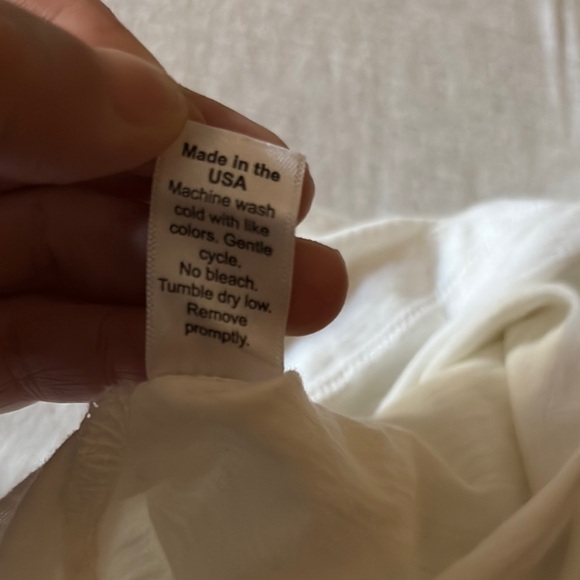 Made in the
USA
Machine wash
cold with like
colors. Gentle
cycle.
No bleach.
Tumble dry low.
Remove
promptly.